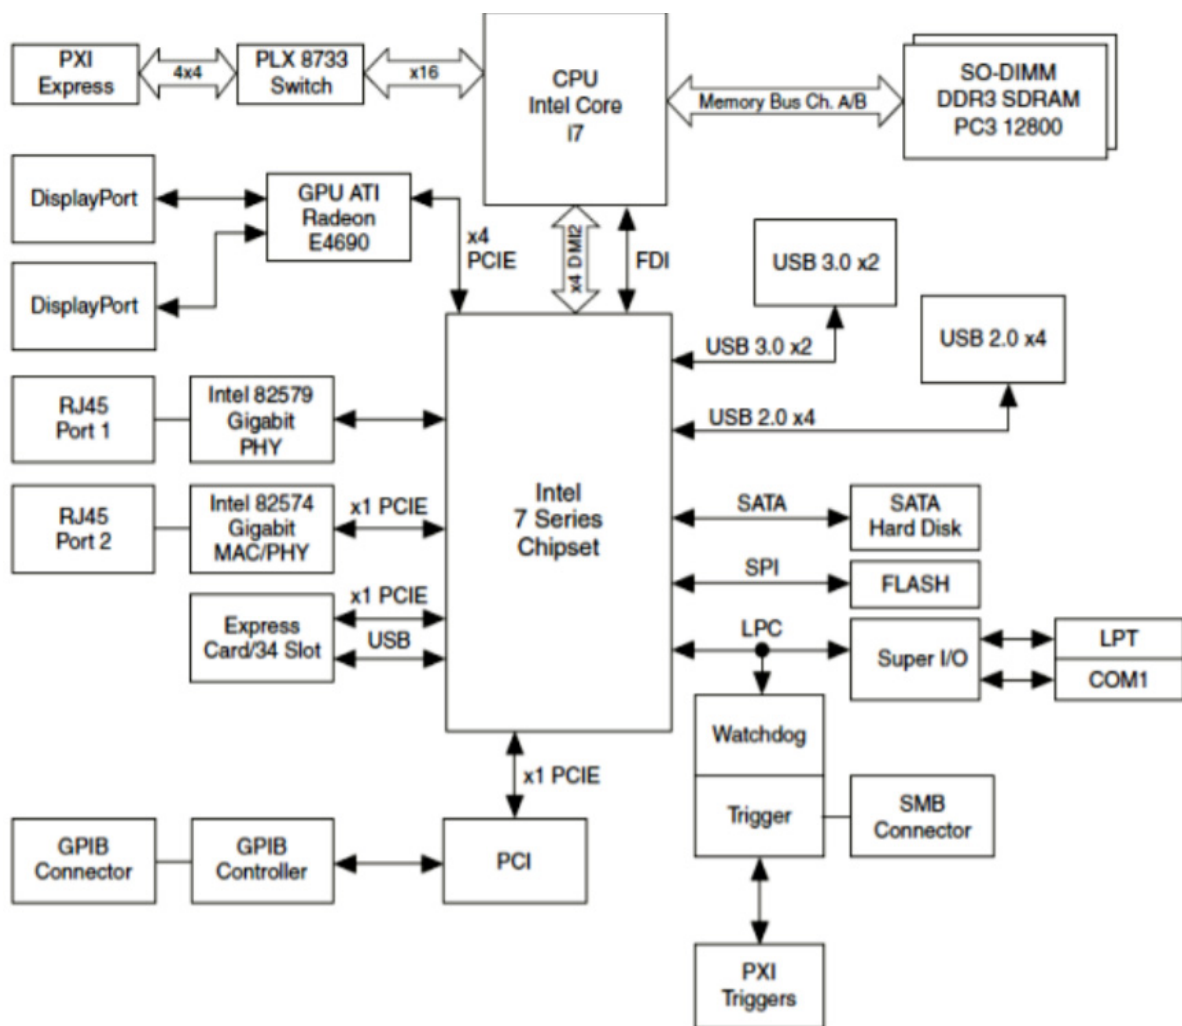 PXI
Express
4x4
PLX 8733
Switch
x16
CPU
Intel Core
i7
Memory Bus Ch. A/B
SO-DIMM
DDR3 SDRAM
PC3 12800
DisplayPort
GPU ATI
Radeon
E4690
x4
PCIE
x4 DMI2
FDI
USB 3.0 x2
DisplayPort
USB 3.0 x2
USB 2.0 x4
RJ45
Port 1
Intel 82579
Gigabit
PHY
USB 2.0 x4
Intel
7 Series
Chipset
RJ45
Port 2
Intel 82574
Gigabit
MAC/PHY
x1 PCIE
SATA
SATA
Hard Disk
SPI
FLASH
Express
Card/34 Slot
x1 PCIE
USB
LPC
Super I/O
LPT
COM1
Watchdog
x1 PCIE
Trigger
SMB
Connector
GPIB
Connector
GPIB
Controller
PCI
PXI
Triggers